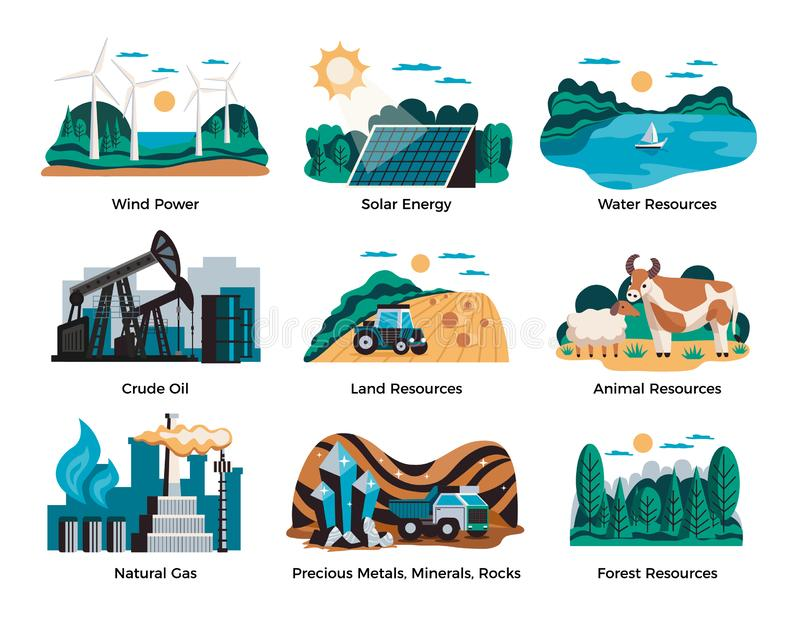 Wind Power
Solar Energy
Water Resources
dreamstime
Crude Oil
Land Resources
Animal Resources
Natural Gas
Precious Metals, Minerals, Rocks
Forest Resources